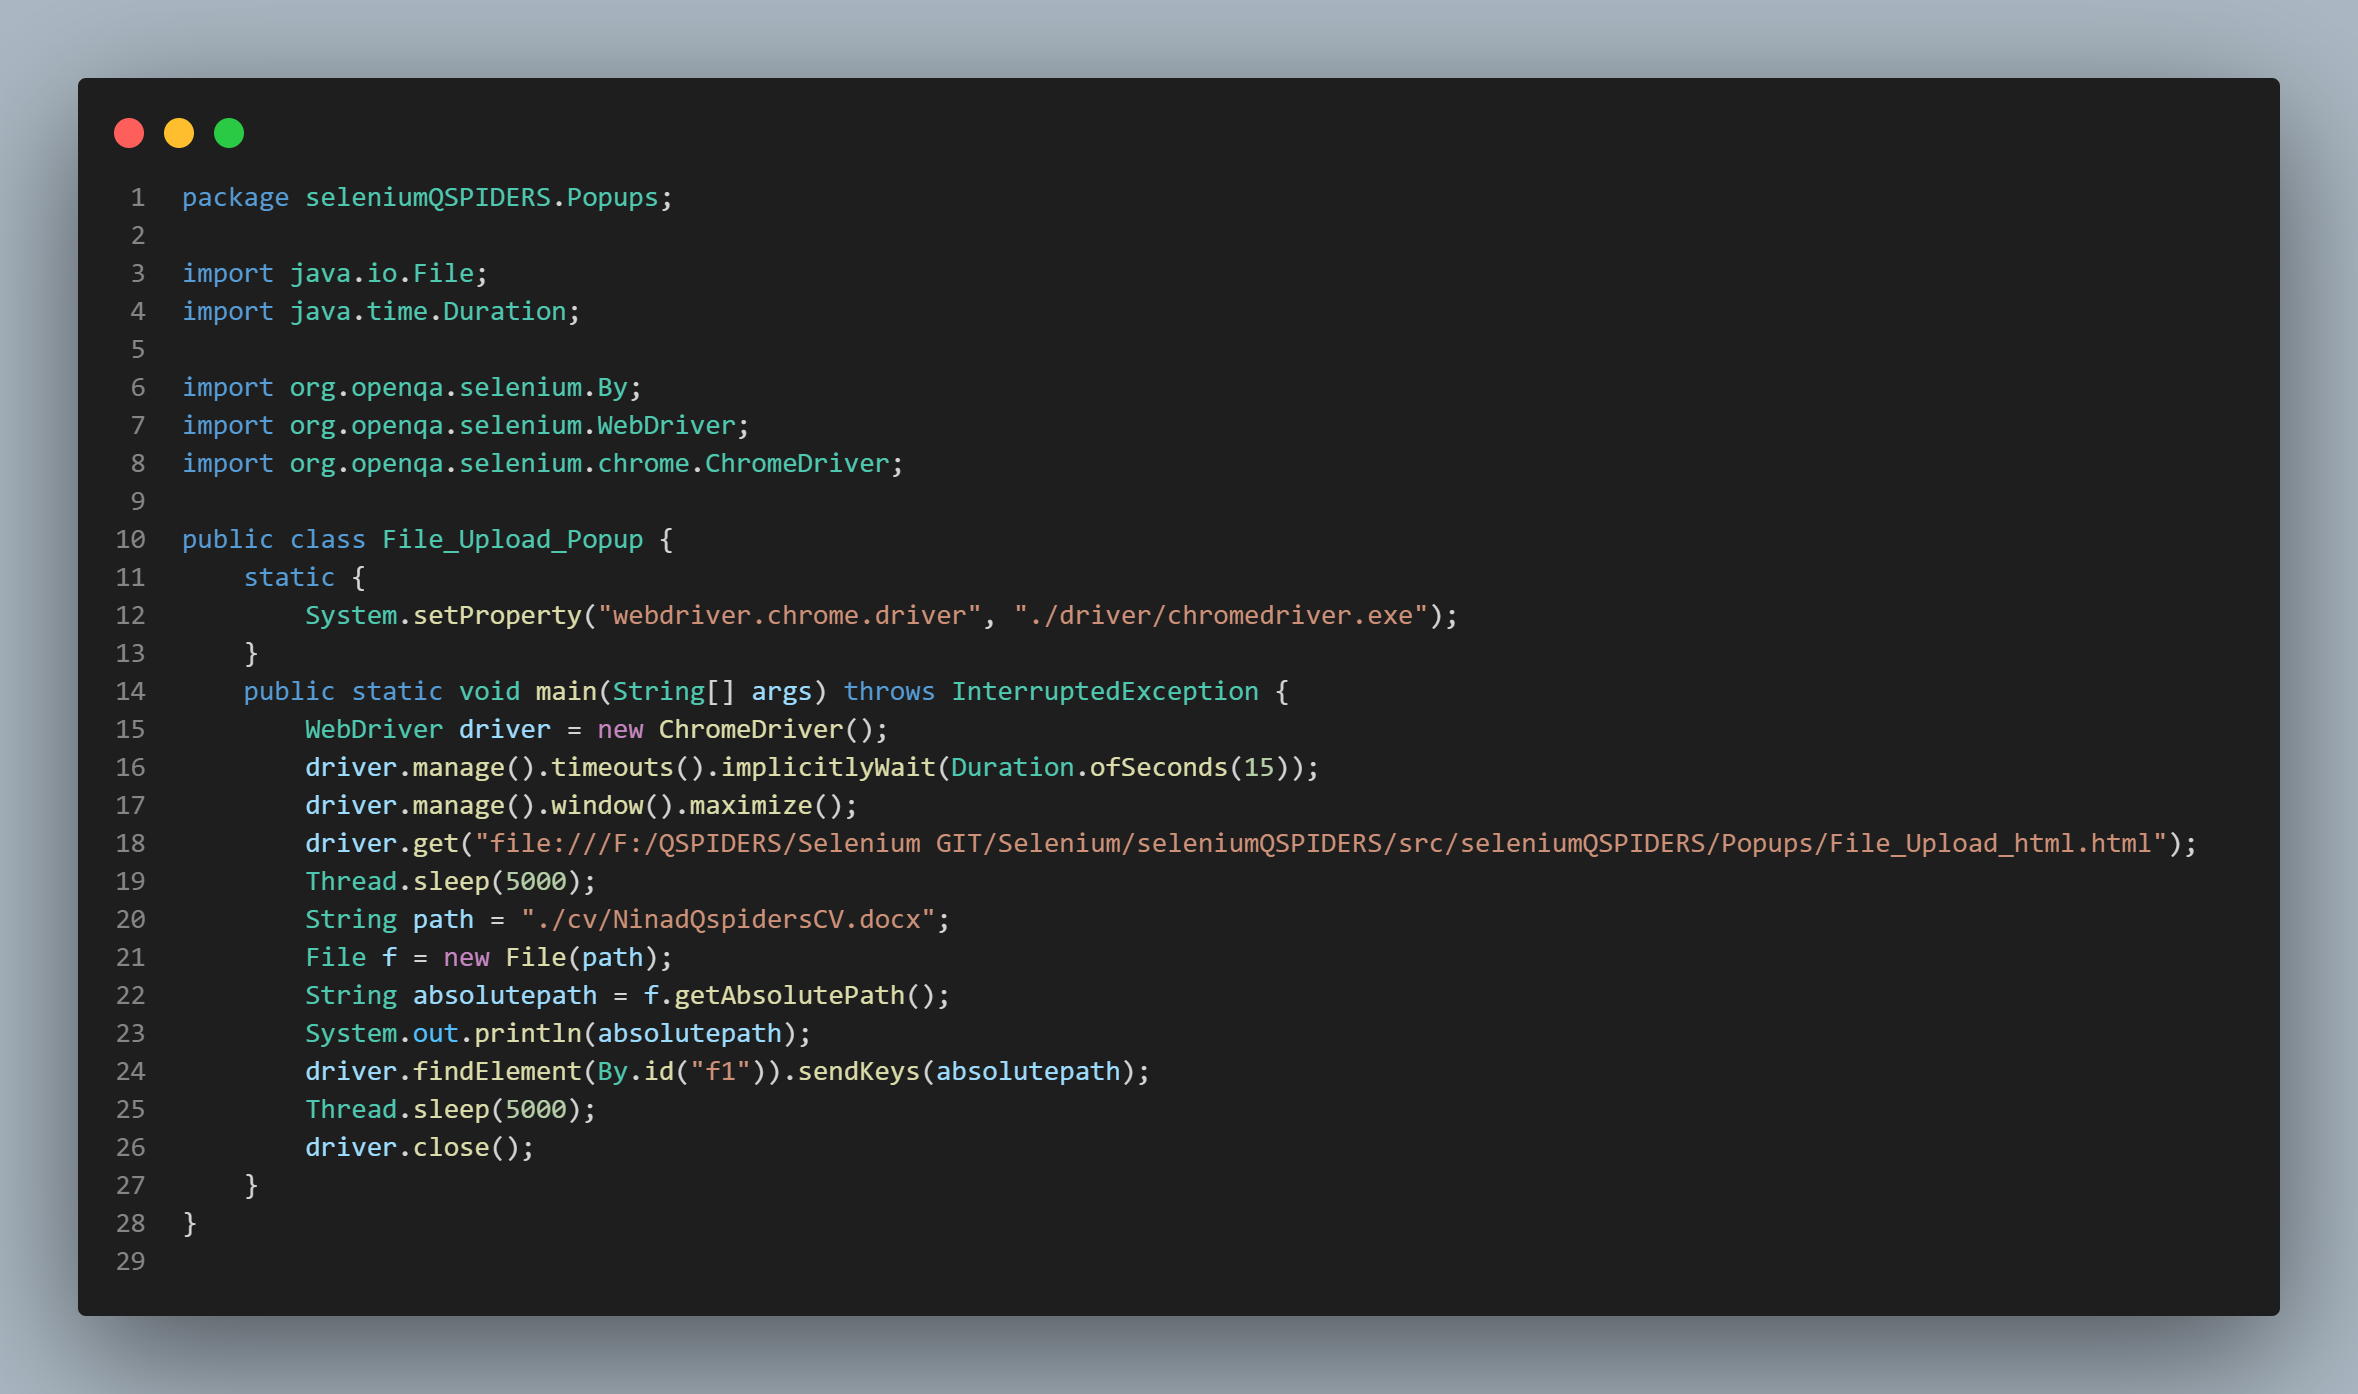 1 package seleniumQSPIDERS.Popups;
2
3 import java.io.File;
4 import java.time.Duration;
5
6 import org.openqa.selenium.By;
7 import org.openqa.selenium.WebDriver;
8 import org.openqa.selenium.chrome.ChromeDriver;
9
10 public class File_Upload_Popup {
11     static {
12         System.setProperty("webdriver.chrome.driver", "./driver/chromedriver.exe");
13     }
14     public static void main(String[] args) throws InterruptedException {
15         WebDriver driver = new ChromeDriver();
16         driver.manage().timeouts().implicitlyWait(Duration.ofSeconds(15));
17         driver.manage().window().maximize();
18         driver.get("file:///F:/QSPIDERS/Selenium GIT/Selenium/seleniumQSPIDERS/src/seleniumQSPIDERS/Popups/File_Upload_html.html");
19         Thread.sleep(5000);
20         String path = "./cv/NinadQspidersCV.docx";
21         File f = new File(path);
22         String absolutepath = f.getAbsolutePath();
23         System.out.println(absolutepath);
24         driver.findElement(By.id("f1")).sendKeys(absolutepath);
25         Thread.sleep(5000);
26         driver.close();
27     }
28 }
29